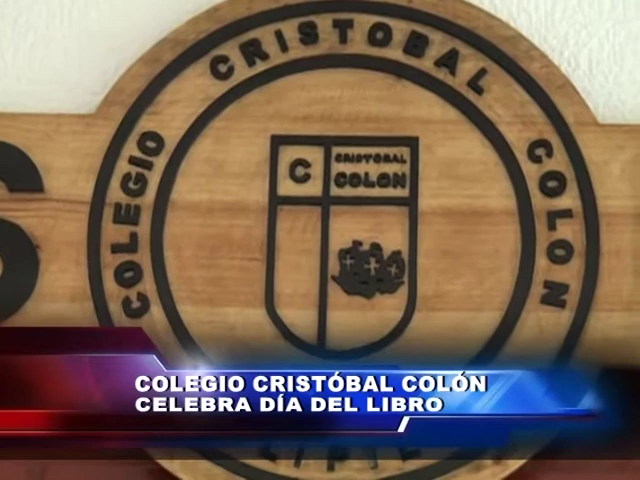 COLEGIO CRISTOBAL COLON
C
CRISTOBAL
COLON
S
COLEGIO CRISTÓBAL COLÓN
CELEBRA DÍA DEL LIBRO